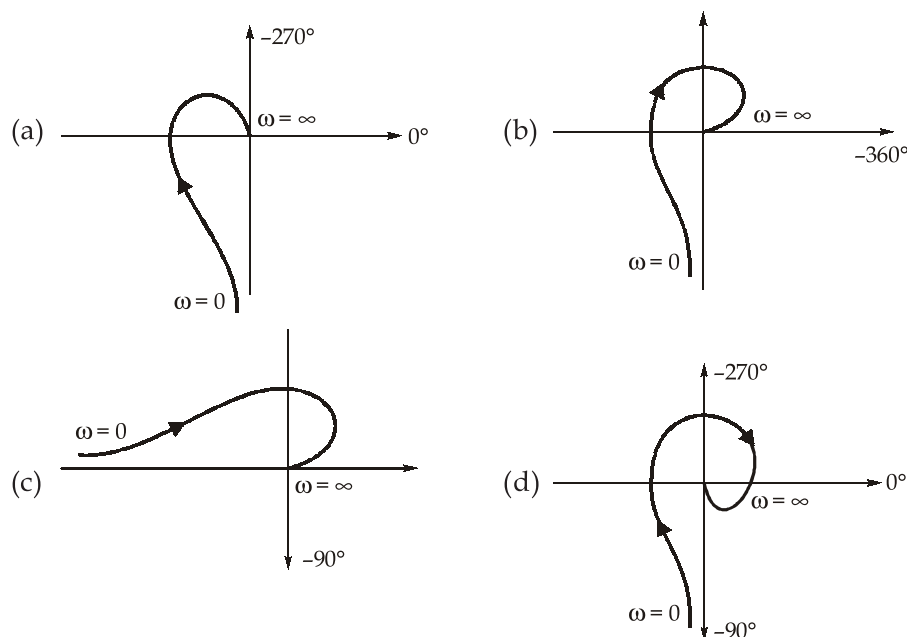 (a)
–270°
ω = ∞
0°
ω = 0
(b)
ω = ∞
–360°
ω = 0
(c)
ω = 0
ω = ∞
–90°
(d)
–270°
0°
ω = ∞
ω = 0
–90°